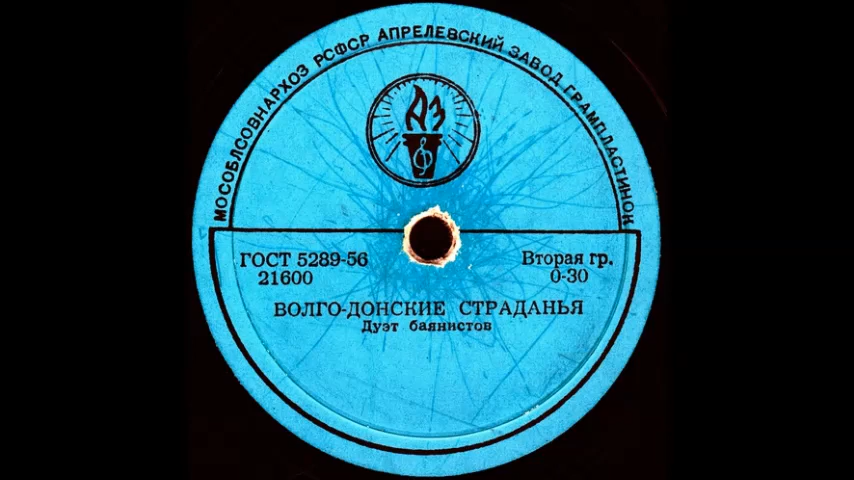 МОСОБЛСОВНАРХОЗ РСФСР АПРЕЛЕВСКИЙ ЗАВОД ГРАМПЛАСТИНОК
АЗ
ГОСТ 5289-56
21600
Вторая гр.
0-30
ВОЛГО-ДОНСКИЕ СТРАДАНЬЯ
Дуэт баянистов